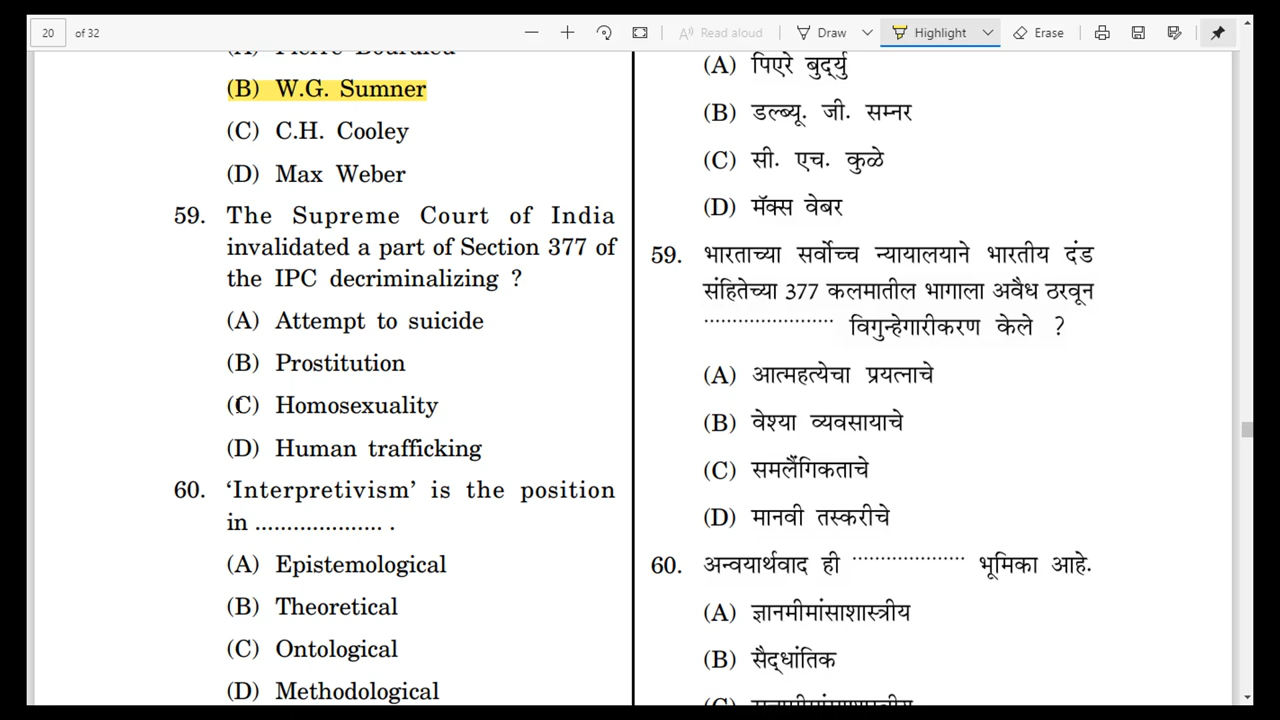 20 of 32
Read aloud
Draw
Highlight
Erase
(A) Pierre Bourdieu
(B) W.G. Sumner
(C) C.H. Cooley
(D) Max Weber
59. The Supreme Court of India
invalidated a part of Section 377 of
the IPC decriminalizing ?
(A) Attempt to suicide
(B) Prostitution
(C) Homosexuality
(D) Human trafficking
60. ‘Interpretivism’ is the position
in .................... .
(A) Epistemological
(B) Theoretical
(C) Ontological
(D) Methodological
(A) पिएरे बुर्द्यु
(B) डल्ब्यू. जी. सम्नर
(C) सी. एच. कुळे
(D) मॅक्स वेबर
59. भारताच्या सर्वोच्च न्यायालयाने भारतीय दंड
संहितेच्या 377 कलमातील भागाला अवैध ठरवून
....................... विगुन्हेगारीकरण केले ?
(A) आत्महत्येचा प्रयत्नाचे
(B) वेश्या व्यवसायाचे
(C) समलैंगिकताचे
(D) मानवी तस्करीचे
60. अन्वयार्थवाद ही .................... भूमिका आहे.
(A) ज्ञानमीमांसाशास्त्रीय
(B) सैद्धांतिक